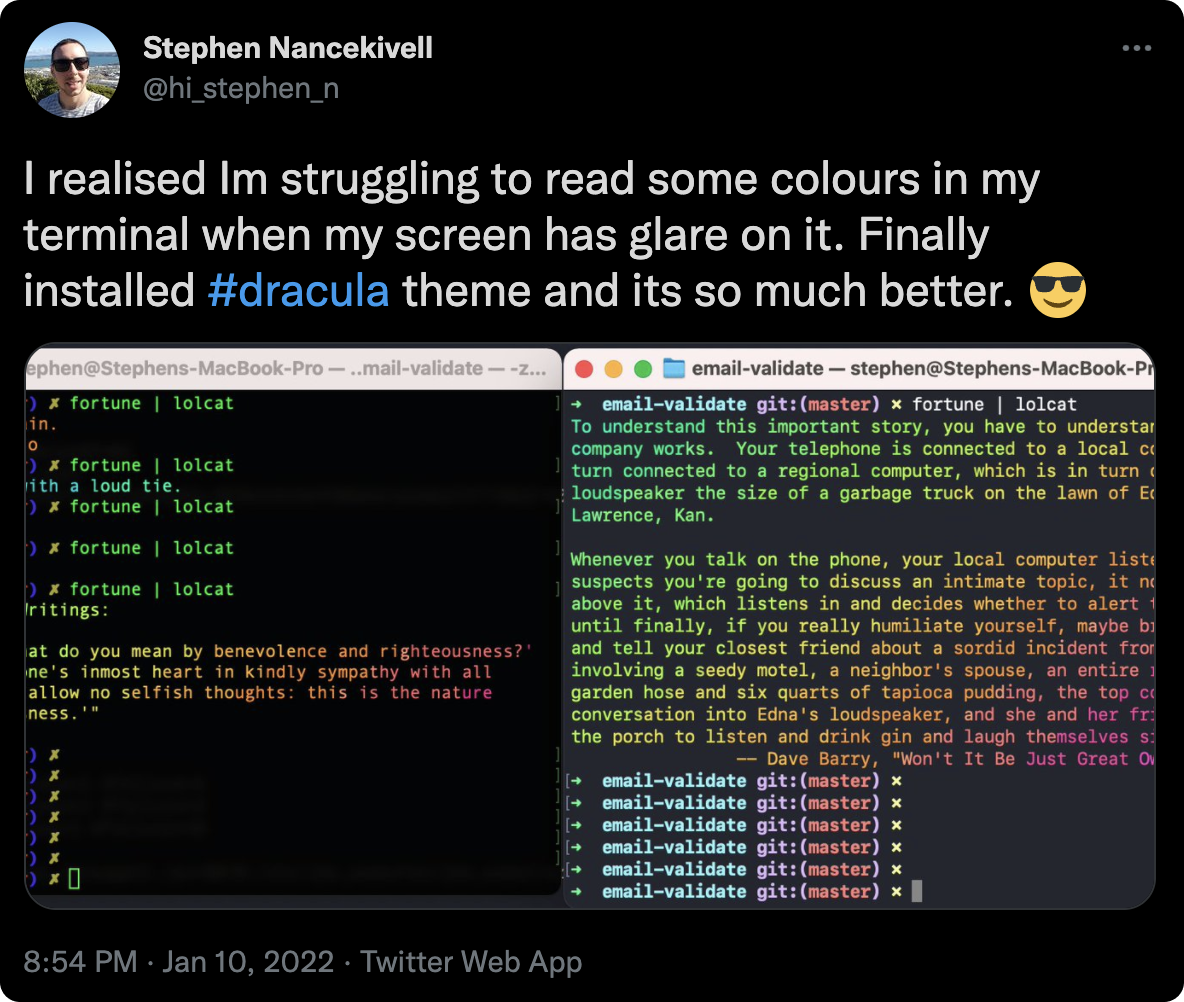 Stephen Nancekivell
@hi_stephen_n
I realised Im struggling to read some colours in my
terminal when my screen has glare on it. Finally
installed #dracula theme and its so much better. 😎
ephen@Stephens-MacBook-Pro — ..mail-validate — -z...
) ✗ fortune | lolcat
in.
o
) ✗ fortune | lolcat
ith a loud tie.
) ✗ fortune | lolcat
) ✗ fortune | lolcat
) ✗ fortune | lolcat
ritings:
at do you mean by benevolence and righteousness?'
ne's inmost heart in kindly sympathy with all
allow no selfish thoughts: this is the nature
ness.'"
) ✗
) ✗
) ✗
) ✗
) ✗
) ✗
) ✗
email-validate — stephen@Stephens-MacBook-Pr
➜ email-validate git:(master) ✗ fortune | lolcat
To understand this important story, you have to understan
company works.  Your telephone is connected to a local co
turn connected to a regional computer, which is in turn c
loudspeaker the size of a garbage truck on the lawn of Ed
Lawrence, Kan.
Whenever you talk on the phone, your local computer liste
suspects you're going to discuss an intimate topic, it no
above it, which listens in and decides whether to alert t
until finally, if you really humiliate yourself, maybe br
and tell your closest friend about a sordid incident from
involving a seedy motel, a neighbor's spouse, an entire r
garden hose and six quarts of tapioca pudding, the top co
conversation into Edna's loudspeaker, and she and her fri
the porch to listen and drink gin and laugh themselves si
-- Dave Barry, "Won't It Be Just Great Ow
[➜ email-validate git:(master) ✗
[➜ email-validate git:(master) ✗
[➜ email-validate git:(master) ✗
[➜ email-validate git:(master) ✗
[➜ email-validate git:(master) ✗
➜ email-validate git:(master) ✗
8:54 PM · Jan 10, 2022 · Twitter Web App